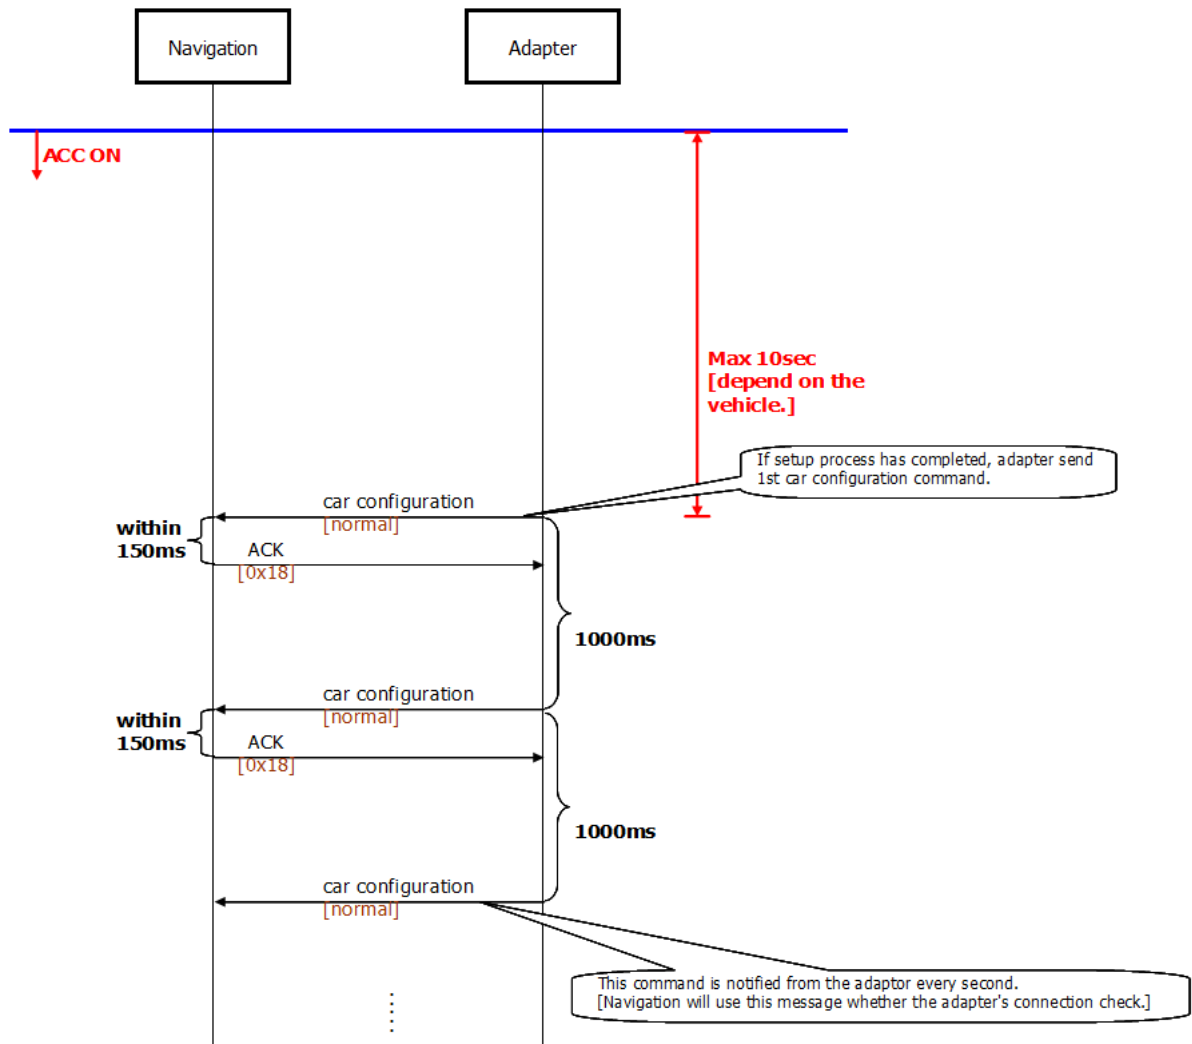 Navigation
Adapter
ACC ON
Max 10sec
[depend on the
vehicle.]
If setup process has completed, adapter send
1st car configuration command.
car configuration
[normal]
within
150ms
ACK
[0x18]
1000ms
car configuration
[normal]
within
150ms
ACK
[0x18]
1000ms
car configuration
[normal]
This command is notified from the adaptor every second.
[Navigation will use this message whether the adapter's connection check.]